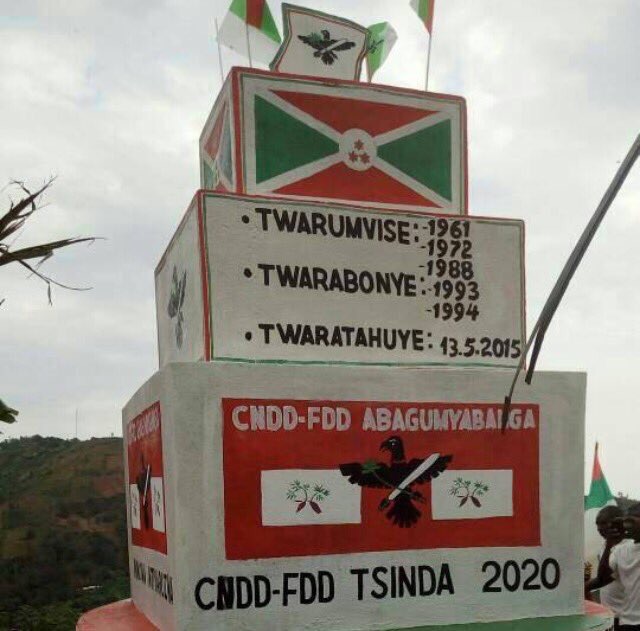 • TWARUMVISE: -1961
-1972
-1988
• TWARABONYE: -1993
-1994
• TWARATAHUYE: 13.5.2015
CNDD-FDD ABAGUMYABANGA
CNDD-FDD TSINDA 2020